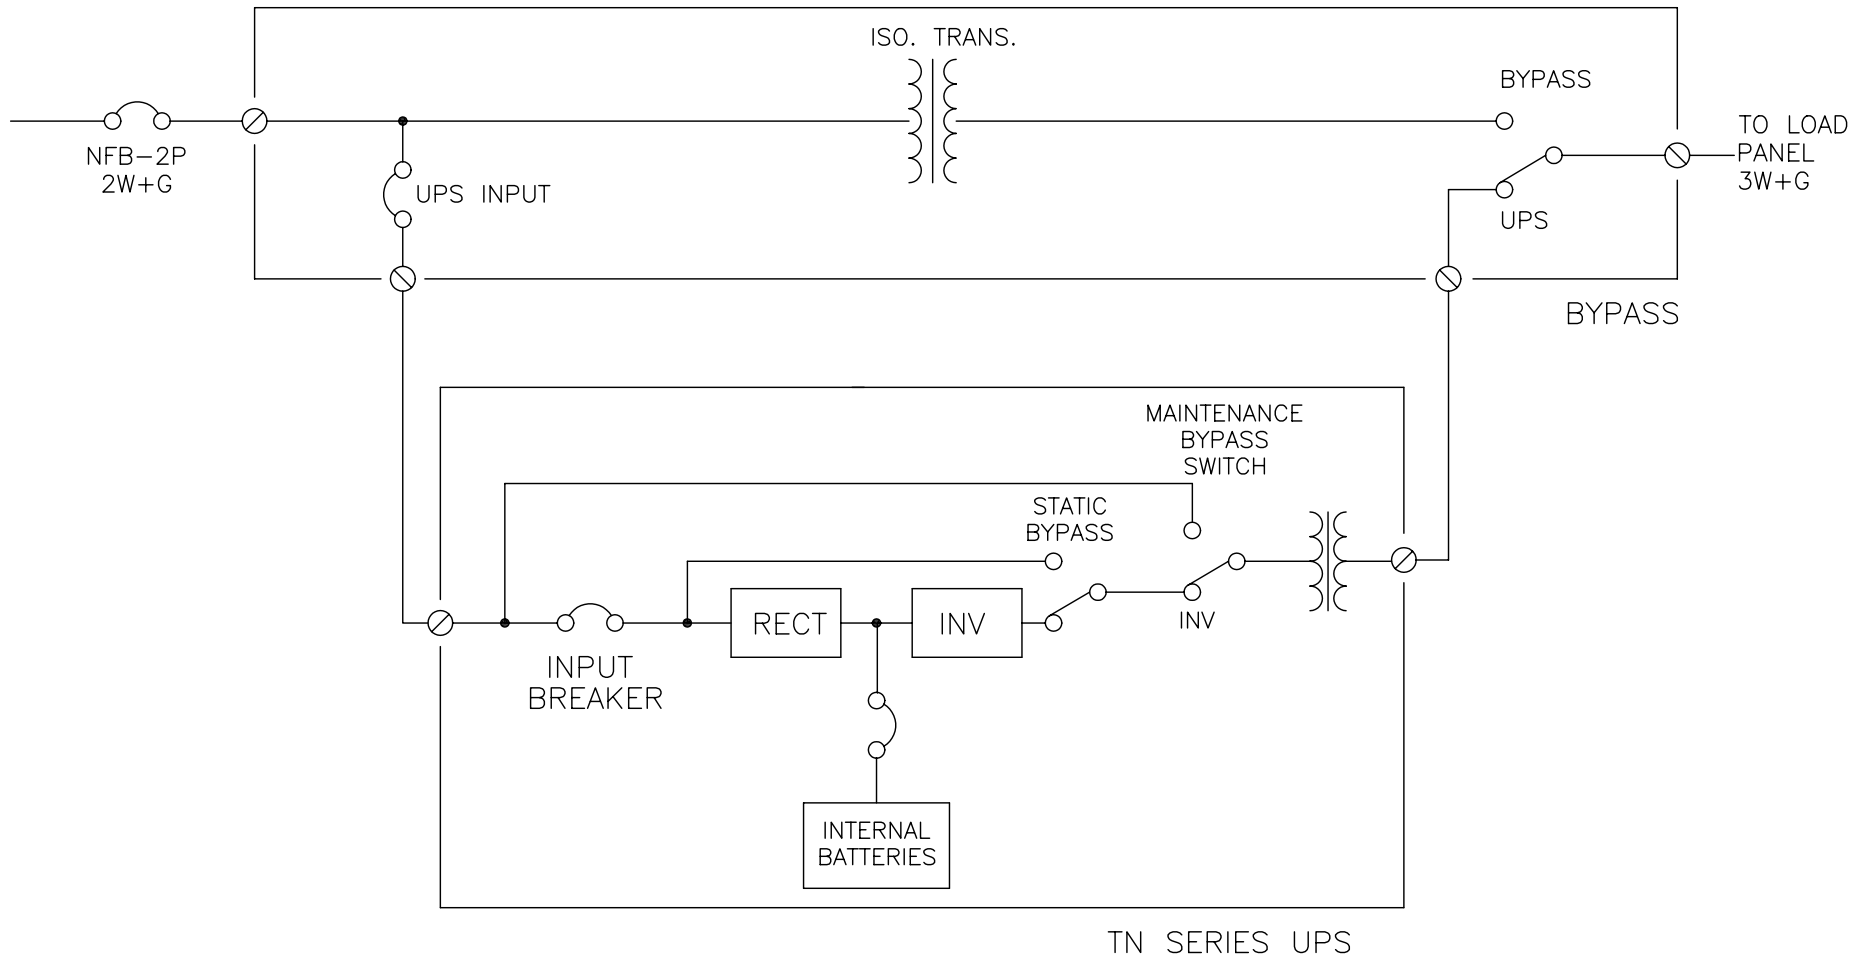 ISO. TRANS.
BYPASS
TO LOAD
PANEL
3W+G
NFB-2P
2W+G
UPS INPUT
UPS
BYPASS
MAINTENANCE
BYPASS
SWITCH
STATIC
BYPASS
RECT
INV
INV
INPUT
BREAKER
INTERNAL
BATTERIES
TN SERIES UPS